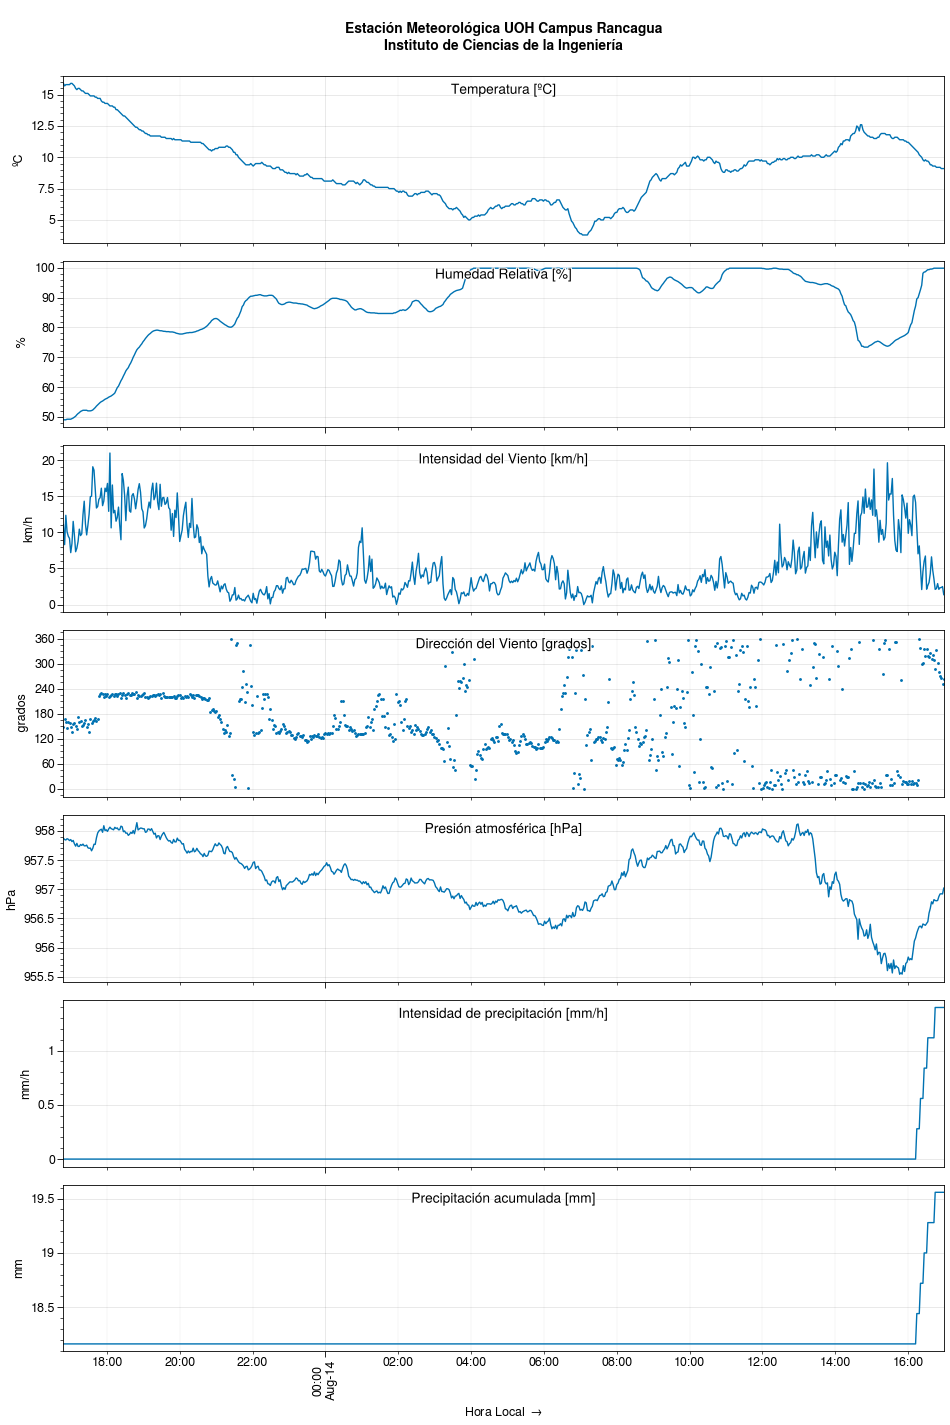 Estación Meteorológica UOH Campus Rancagua
Instituto de Ciencias de la Ingeniería
Temperatura [ºC]
15
12.5
10
7.5
5
ºC
Humedad Relativa [%]
100
90
80
70
60
50
%
Intensidad del Viento [km/h]
20
15
10
5
0
km/h
Dirección del Viento [grados]
360
300
240
180
120
60
0
grados
Presión atmosférica [hPa]
958
957.5
957
956.5
956
955.5
hPa
Intensidad de precipitación [mm/h]
1
0.5
0
mm/h
Precipitación acumulada [mm]
19.5
19
18.5
mm
18:00 20:00 22:00 00:00 02:00 04:00 06:00 08:00 10:00 12:00 14:00 16:00
Aug-14
Hora Local →